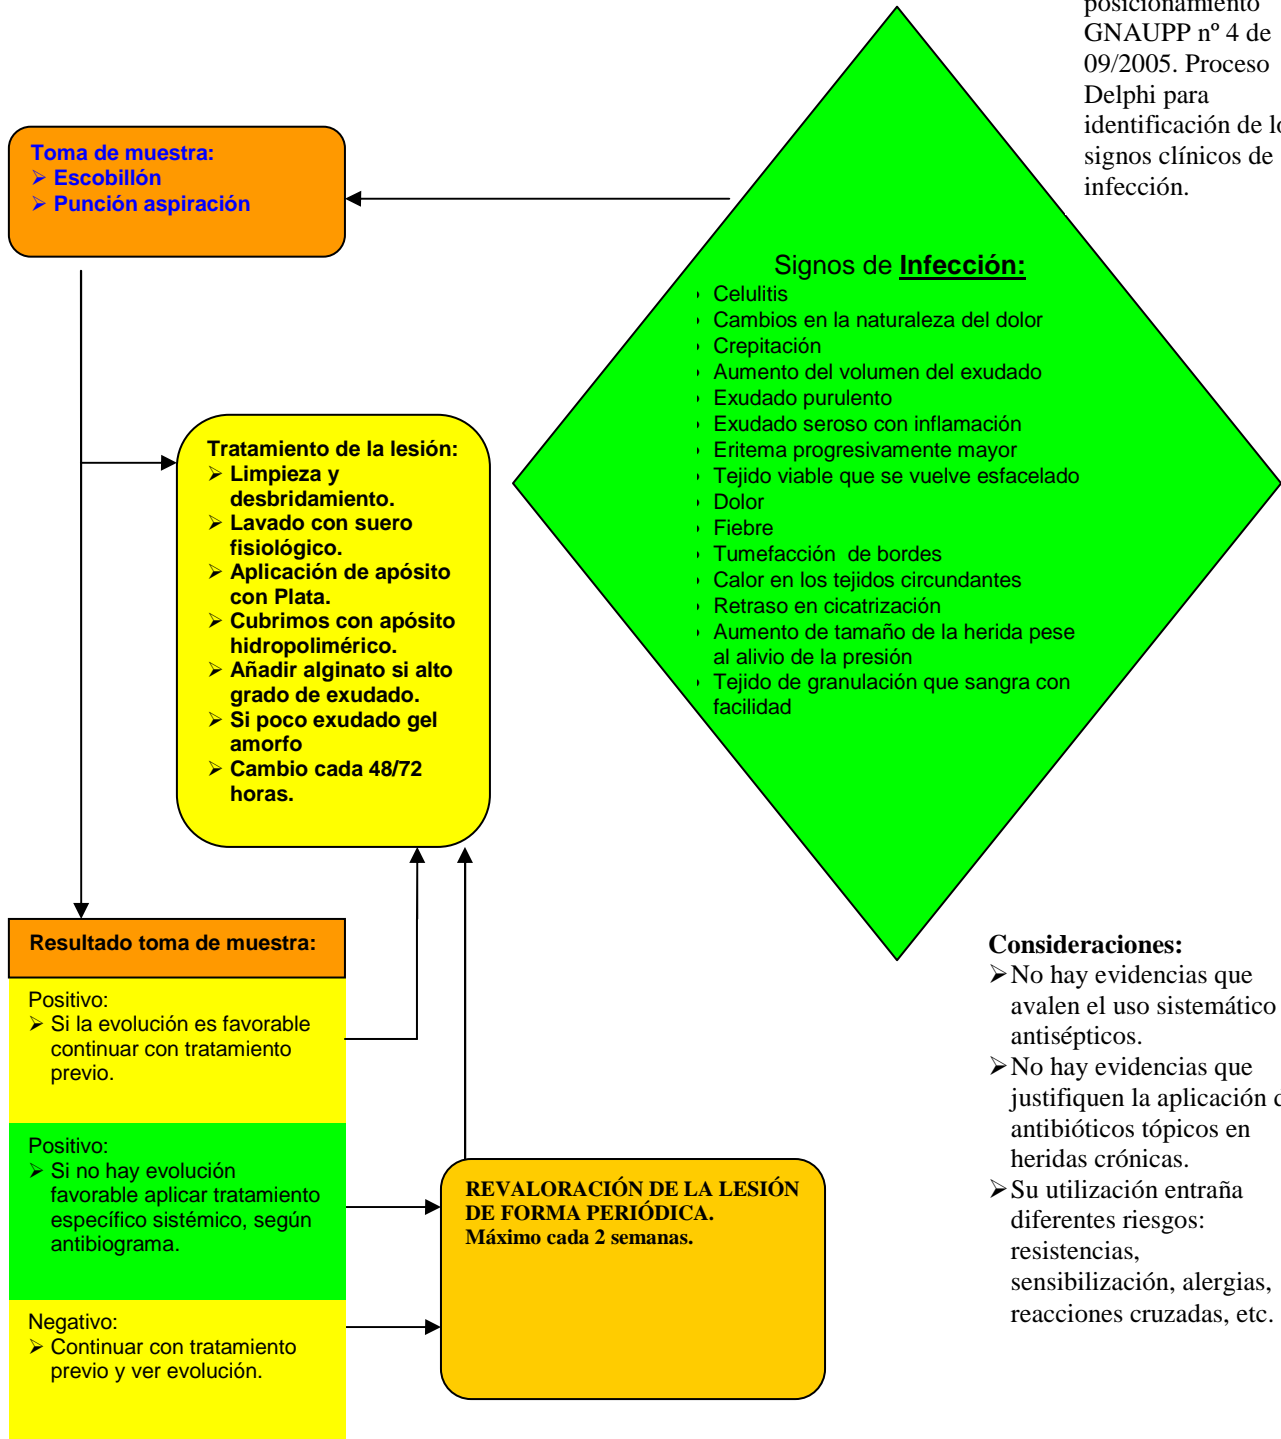 posicionamiento
GNAUPP nº 4 de
09/2005. Proceso
Delphi para
identificación de
signos clínicos de
infección.
Toma de muestra:
➢ Escobillón
➢ Punción aspiración
Signos de Infección:
Celulitis
Cambios en la naturaleza del dolor
Crepitación
Aumento del volumen del exudado
Exudado purulento
Exudado seroso con inflamación
Eritema progresivamente mayor
Tejido viable que se vuelve esfacelado
Dolor
Fiebre
Tumefacción de bordes
Calor en los tejidos circundantes
Retraso en cicatrización
Aumento de tamaño de la herida pese
al alivio de la presión
Tejido de granulación que sangra con
facilidad
Tratamiento de la lesión:
➢ Limpieza y
desbridamiento.
➢ Lavado con suero
fisiológico.
➢ Aplicación de apósito
con Plata.
➢ Cubrimos con apósito
hidropolimérico.
➢ Añadir alginato si alto
grado de exudado.
➢ Si poco exudado gel
amorfo
➢ Cambio cada 48/72
horas.
Resultado toma de muestra:
Positivo:
➢ Si la evolución es favorable
continuar con tratamiento
previo.
Positivo:
➢ Si no hay evolución
favorable aplicar tratamiento
específico sistémico, según
antibiograma.
Negativo:
➢ Continuar con tratamiento
previo y ver evolución.
REVALORACIÓN DE LA LESIÓN
DE FORMA PERIÓDICA.
Máximo cada 2 semanas.
Consideraciones:
➢ No hay evidencias que
avalen el uso sistemático
antisépticos.
➢ No hay evidencias que
justifiquen la aplicación
antibióticos tópicos en
heridas crónicas.
➢ Su utilización entraña
diferentes riesgos:
resistencias,
sensibilización, alergias,
reacciones cruzadas, etc.